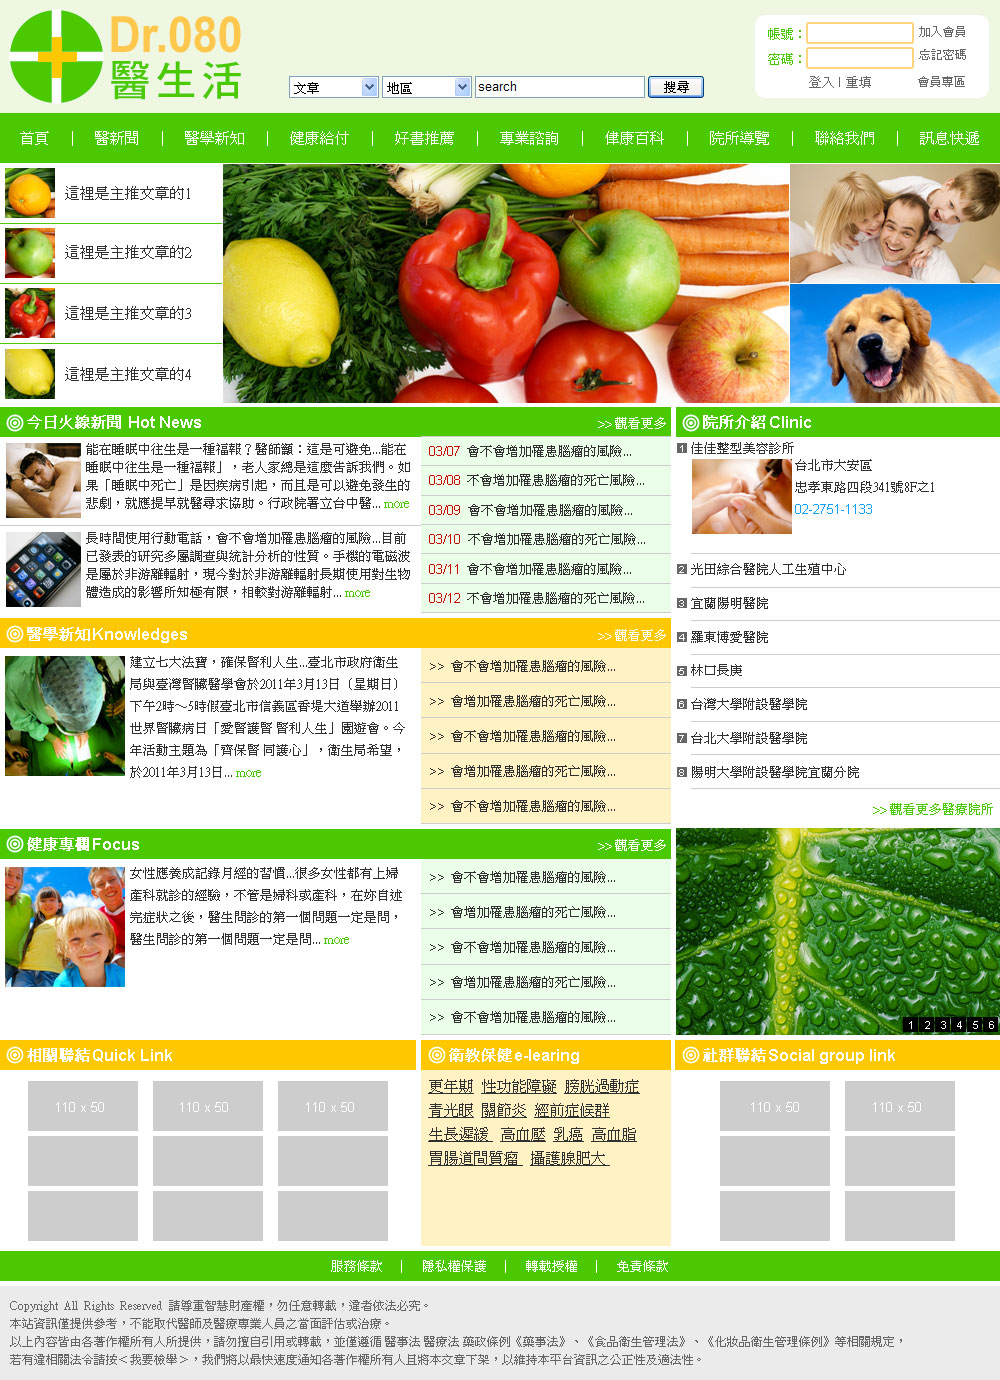 Dr.080
醫生活
文章
地區
search
搜尋
帳號：
加入會員
密碼：
忘記密碼
登入 | 重填
會員專區
首頁 | 醫新聞 | 醫學新知 | 健康給付 | 好書推薦 | 專業諮詢 | 健康百科 | 院所導覽 | 聯絡我們 | 訊息快遞
這裡是主推文章的1
這裡是主推文章的2
這裡是主推文章的3
這裡是主推文章的4
今日火線新聞 Hot News
>> 觀看更多
能在睡眠中往生是一種福報？醫師籲：這是可避免...能在
睡眠中往生是一種福報」，老人家總是這麼告訴我們。如
果「睡眠中死亡」是因疾病引起，而且是可以避免發生的
悲劇，就應提早就醫尋求協助。行政院署立台中醫... more
長時間使用行動電話，會不會增加罹患腦瘤的風險...目前
已發表的研究多屬調查與統計分析的性質。手機的電磁波
是屬於非游離輻射，現今對於非游離輻射長期使用對生物
體造成的影響所知極有限，相較對游離輻射... more
03/07 會不會增加罹患腦瘤的風險...
03/08 不會增加罹患腦瘤的死亡風險...
03/09 會不會增加罹患腦瘤的風險...
03/10 不會增加罹患腦瘤的死亡風險...
03/11 會不會增加罹患腦瘤的風險...
03/12 不會增加罹患腦瘤的死亡風險...
院所介紹 Clinic
1 佳佳整型美容診所
台北市大安區
忠孝東路四段341號8F之1
02-2751-1133
2 光田綜合醫院人工生殖中心
3 宜蘭陽明醫院
4 羅東博愛醫院
5 林口長庚
6 台灣大學附設醫學院
7 台北大學附設醫學院
8 陽明大學附設醫學院宜蘭分院
>> 觀看更多醫療院所
醫學新知Knowledges
>> 觀看更多
建立七大法寶，確保腎利人生...臺北市政府衛生
局與臺灣腎臟醫學會於2011年3月13日〔星期日〕
下午2時～5時假臺北市信義區香堤大道舉辦2011
世界腎臟病日「愛腎護腎 腎利人生」園遊會。今
年活動主題為「齊保腎 同護心」，衛生局希望，
於2011年3月13日... more
>> 會不會增加罹患腦瘤的風險...
>> 會增加罹患腦瘤的死亡風險...
>> 會不會增加罹患腦瘤的風險...
>> 會增加罹患腦瘤的死亡風險...
>> 會不會增加罹患腦瘤的風險...
健康專欄Focus
>> 觀看更多
女性應養成記錄月經的習慣...很多女性都有上婦
產科就診的經驗，不管是婦科或產科，在妳自述
完症狀之後，醫生問診的第一個問題一定是問，
醫生問診的第一個問題一定是問... more
>> 會不會增加罹患腦瘤的風險...
>> 會增加罹患腦瘤的死亡風險...
>> 會不會增加罹患腦瘤的風險...
>> 會增加罹患腦瘤的死亡風險...
>> 會不會增加罹患腦瘤的風險...
1 2 3 4 5 6
相關聯結Quick Link
110 x 50
110 x 50
110 x 50
衛教保健e-learing
更年期 性功能障礙 膀胱過動症
青光眼 關節炎 經前症候群
生長遲緩 高血壓 乳癌 高血脂
胃腸道間質瘤 攝護腺肥大
社群聯結Social group link
110 x 50
110 x 50
服務條款 | 隱私權保護 | 轉載授權 | 免責條款
Copyright All Rights Reserved 請尊重智慧財產權，勿任意轉載，違者依法必究。
本站資訊僅提供參考，不能取代醫師及醫療專業人員之當面評估或治療。
以上內容皆由各著作權所有人所提供，請勿擅自引用或轉載，並僅遵循 醫事法 醫療法 藥政條例《藥事法》、《食品衛生管理法》、《化妝品衛生管理條例》等相關規定，
若有違相關法令請按＜我要檢舉＞，我們將以最快速度通知各著作權所有人且將本文章下架，以維持本平台資訊之公正性及適法性。